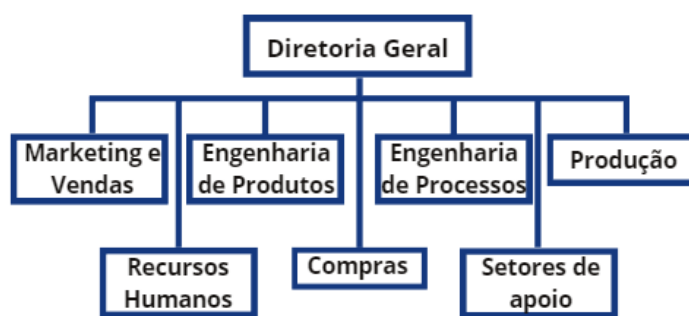 Diretoria Geral
Marketing e
Vendas
Engenharia
de Produtos
Engenharia
de Processos
Produção
Recursos
Humanos
Compras
Setores de
apoio